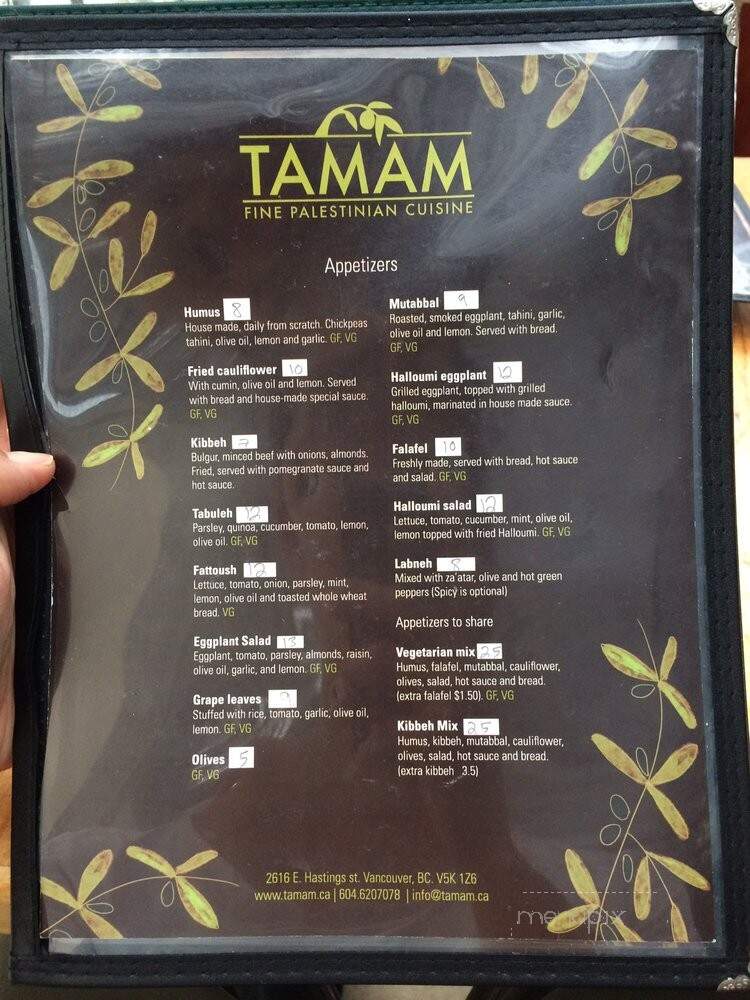 TAMAM
FINE PALESTINIAN CUISINE
Appetizers
Humus 8
House made, daily from scratch. Chickpeas
tahini, olive oil, lemon and garlic. GF, VG
Fried cauliflower 10
With cumin, olive oil and lemon. Served
with bread and house-made special sauce.
GF, VG
Kibbeh
Bulgur, minced beef with onions, almonds.
Fried, served with pomegranate sauce and
hot sauce.
Tabuleh 12
Parsley, quinoa, cucumber, tomato, lemon,
olive oil. GF, VG
Fattoush 12
Lettuce, tomato, onion, parsley, mint,
lemon, olive oil and toasted whole wheat
bread. VG
Eggplant Salad 13
Eggplant, tomato, parsley, almonds, raisin,
olive oil, garlic, and lemon. GF, VG
Grape leaves 9
Stuffed with rice, tomato, garlic, olive oil,
lemon. GF, VG
Olives 5
GF, VG
Mutabbal 9
Roasted, smoked eggplant, tahini, garlic,
olive oil and lemon. Served with bread.
GF, VG
Halloumi eggplant 12
Grilled eggplant, topped with grilled
halloumi, marinated in house made sauce.
GF, VG
Falafel 10
Freshly made, served with bread, hot sauce
and salad. GF, VG
Halloumi salad 12
Lettuce, tomato, cucumber, mint, olive oil,
lemon topped with fried Halloumi. GF, VG
Labneh 8
Mixed with za'atar, olive and hot green
peppers (Spicy is optional)
Appetizers to share
Vegetarian mix 25
Humus, falafel, mutabbal, cauliflower,
olives, salad, hot sauce and bread.
(extra falafel $1.50). GF, VG
Kibbeh Mix 25
Humus, kibbeh, mutabbal, cauliflower,
olives, salad, hot sauce and bread.
(extra kibbeh 3.5)
2616 E. Hastings st. Vancouver, BC. V5K 1Z6
www.tamam.ca | 604.6207078 | info@tamam.ca
menupix